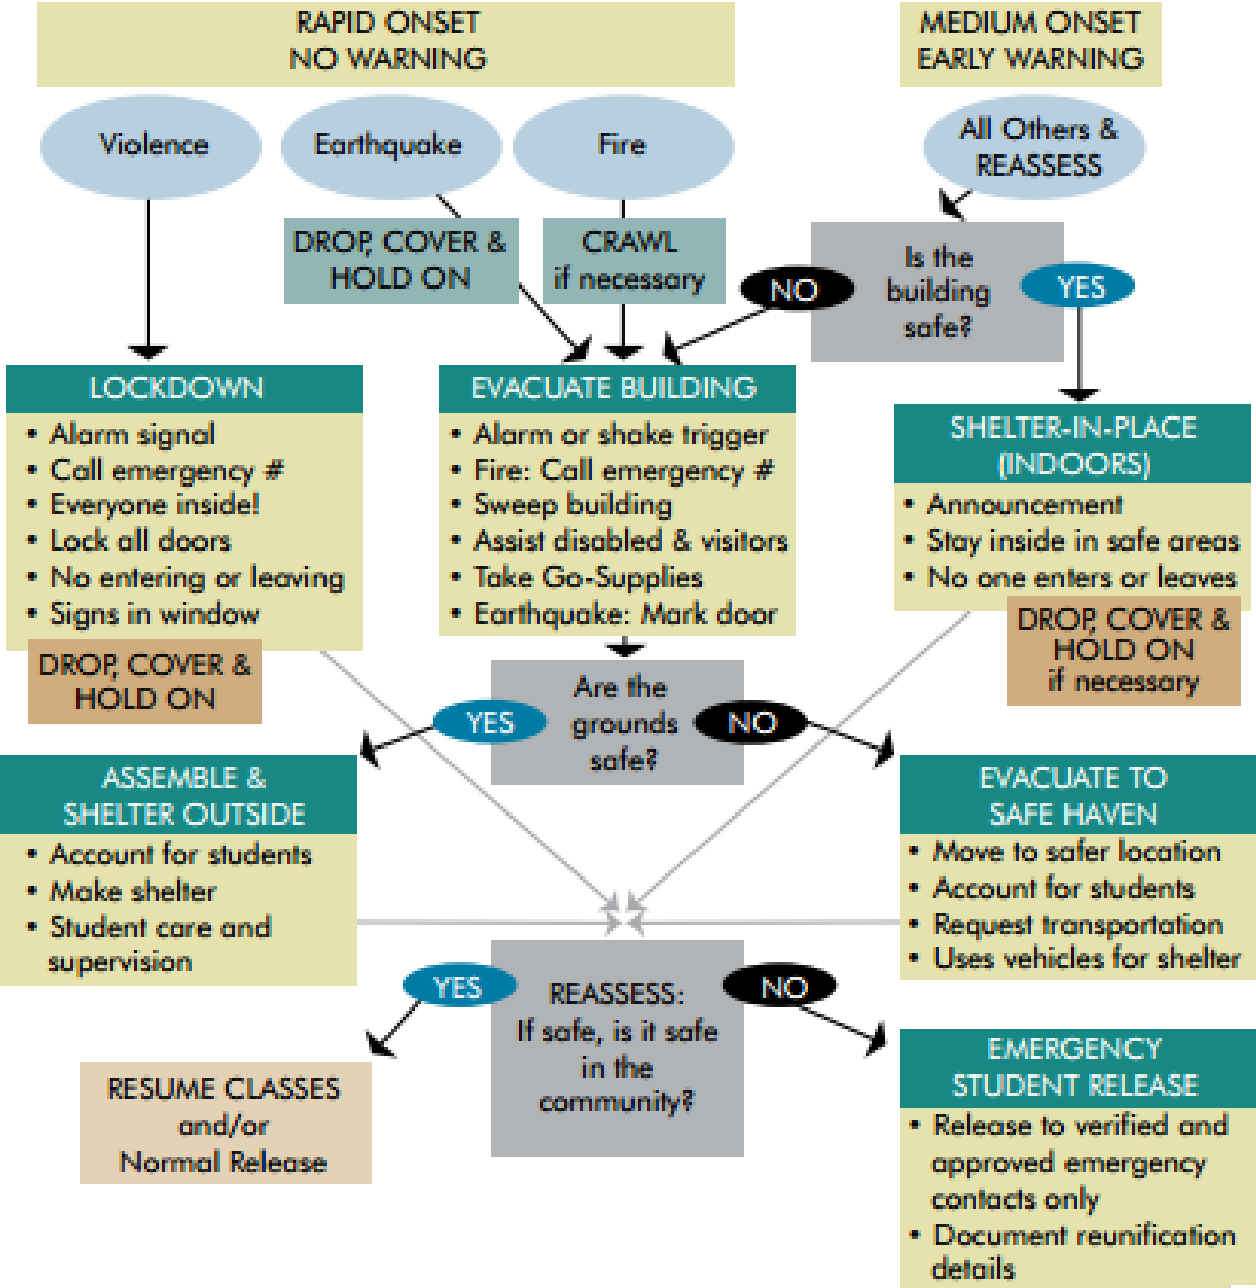 RAPID ONSET
NO WARNING
MEDIUM ONSET
EARLY WARNING
Violence
Earthquake
Fire
All Others &
REASSESS
DROP, COVER &
HOLD ON
CRAWL
if necessary
Is the
building
safe?
NO
YES
LOCKDOWN
• Alarm signal
• Call emergency #
• Everyone inside!
• Lock all doors
• No entering or leaving
• Signs in window
DROP, COVER &
HOLD ON
EVACUATE BUILDING
• Alarm or shake trigger
• Fire: Call emergency #
• Sweep building
• Assist disabled & visitors
• Take Go-Supplies
• Earthquake: Mark door
SHELTER-IN-PLACE
(INDOORS)
• Announcement
• Stay inside in safe areas
• No one enters or leaves
DROP, COVER &
HOLD ON
if necessary
Are the
grounds
safe?
YES
NO
ASSEMBLE &
SHELTER OUTSIDE
• Account for students
• Make shelter
• Student care and
supervision
EVACUATE TO
SAFE HAVEN
• Move to safer location
• Account for students
• Request transportation
• Uses vehicles for shelter
YES
NO
REASSESS:
If safe, is it safe
in the
community?
RESUME CLASSES
and/or
Normal Release
EMERGENCY
STUDENT RELEASE
• Release to verified and
approved emergency
contacts only
• Document reunification
details